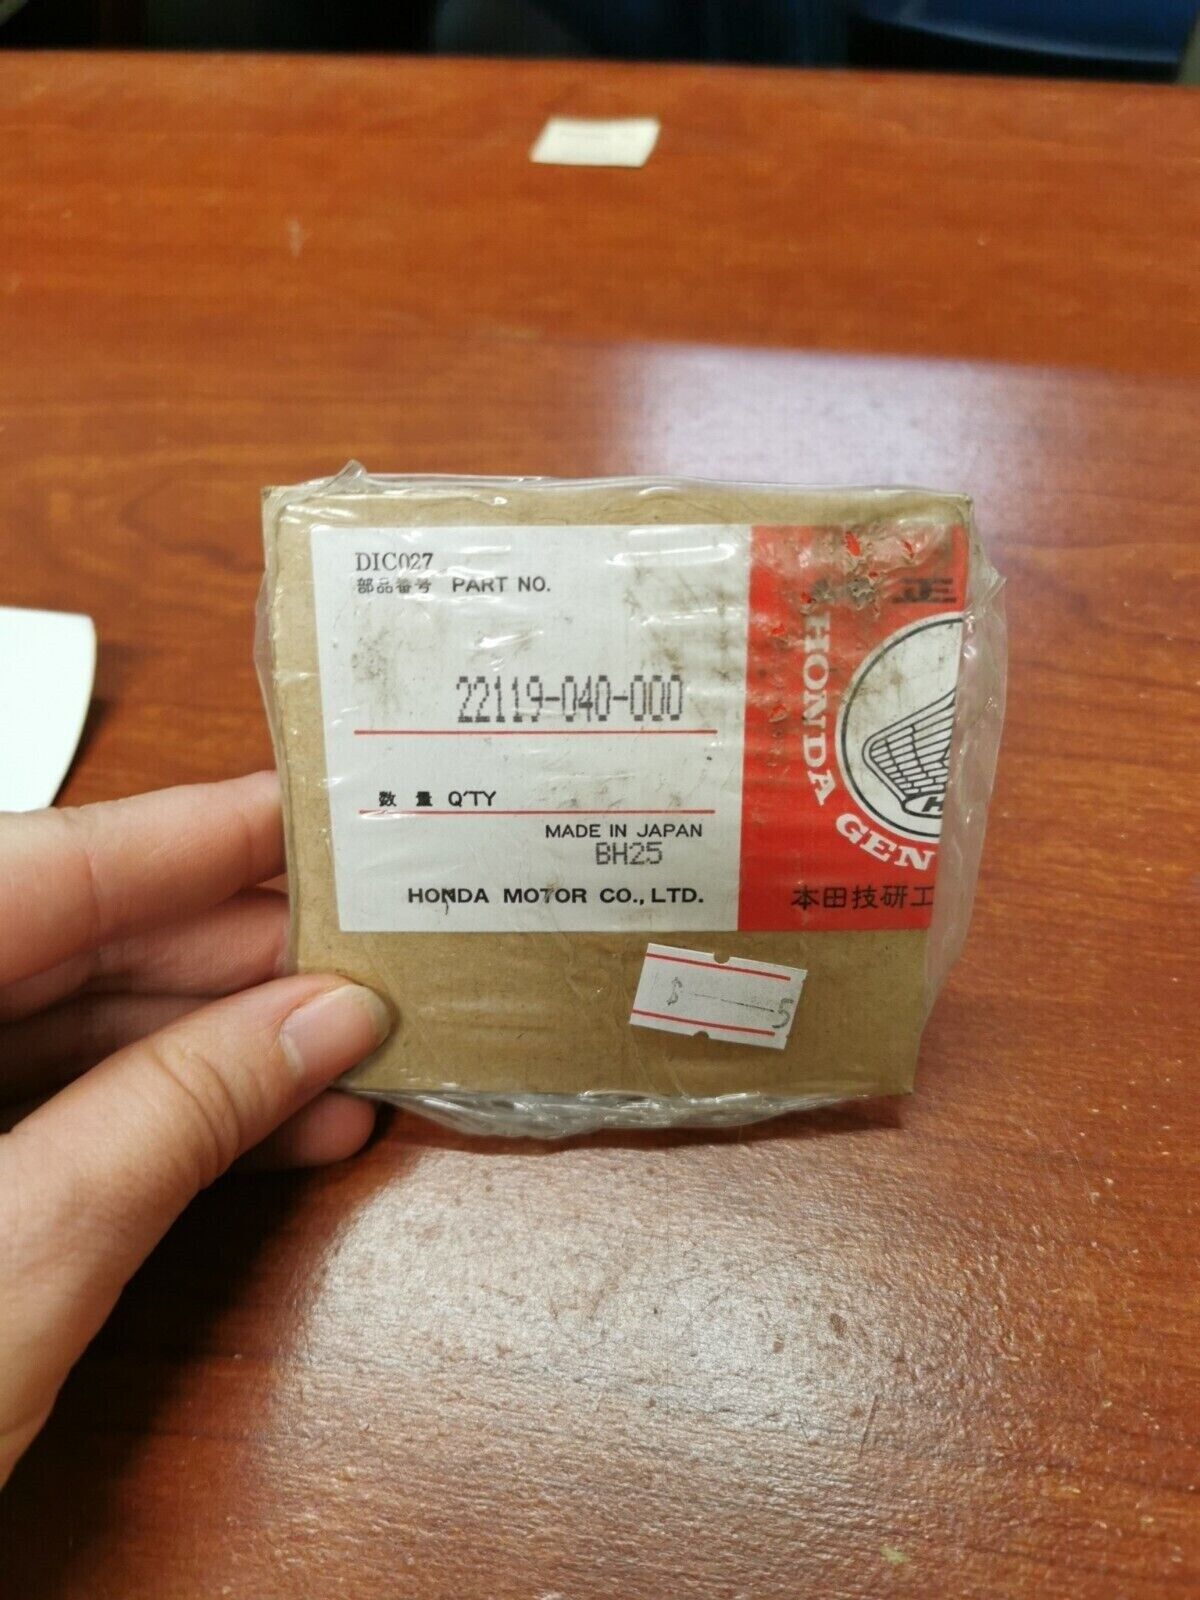 DIC027
部品番号 PART NO.
22119-040-000
数 量 Q'TY
MADE IN JAPAN
BH25
HONDA MOTOR CO., LTD.
正
HONDA GEN
H
本田技研工
$ 5